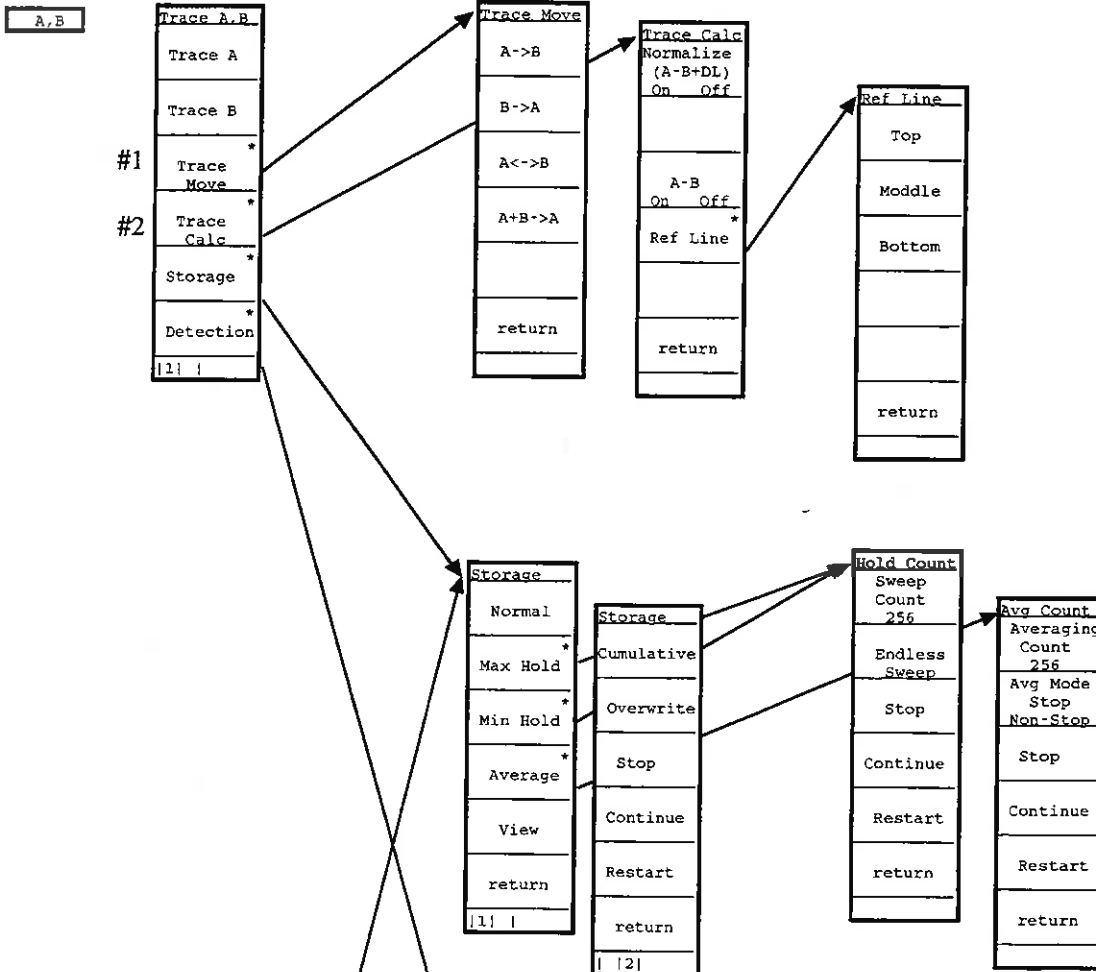 A,B
Trace A,B
Trace A
Trace B
#1
*
Trace
Move
#2
*
Trace
Calc
*
Storage
*
Detection
|1| |
Trace Move
A->B
B->A
A<->B
A+B->A
return
Trace Calc
Normalize
(A-B+DL)
On Off
A-B
On Off
*
Ref Line
return
Ref Line
Top
Moddle
Bottom
return
Storage
Normal
*
Max Hold
*
Min Hold
*
Average
View
return
|1| |
Storage
Cumulative
Overwrite
Stop
Continue
Restart
return
| |2|
Hold Count
Sweep
Count
256
Endless
Sweep
Stop
Continue
Restart
return
Avg Count
Averaging
Count
256
Avg Mode
Stop
Non-Stop
Stop
Continue
Restart
return